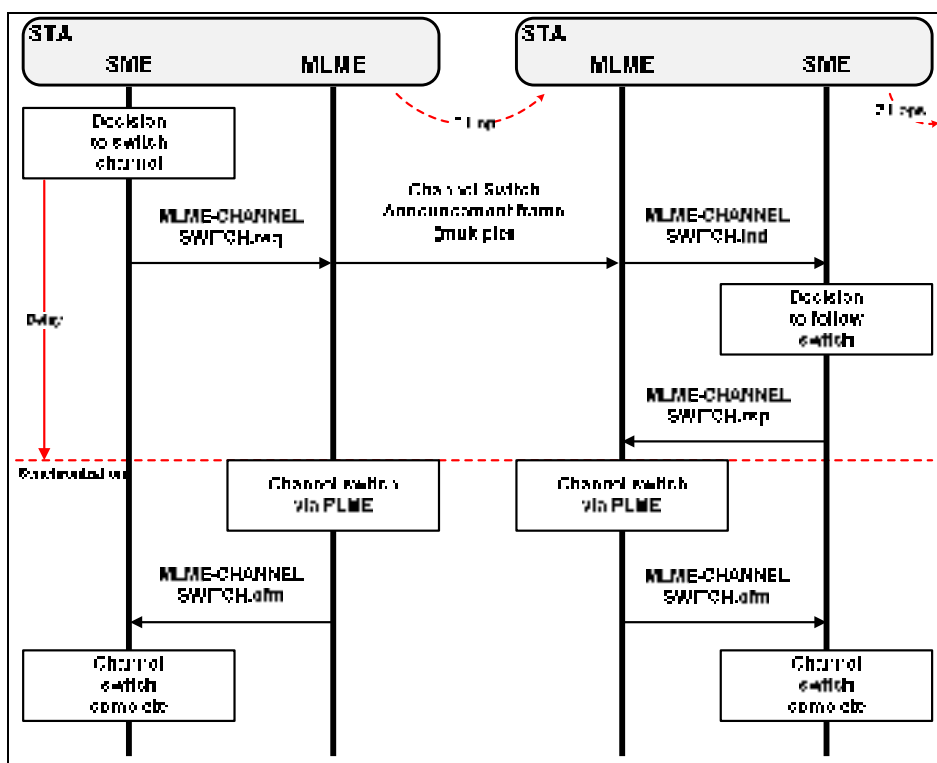 STA
STA
SME
MLME
MLME
SME
Decision
to switch
channel
Channel Switch
Announcement frame
MLME-CHANNEL
SWITCH.req
MLME-CHANNEL
SWITCH.ind
Delay
Decision
to follow
switch
MLME-CHANNEL
SWITCH.rsp
Channel switch
via PLME
Channel switch
via PLME
MLME-CHANNEL
SWITCH.cfm
MLME-CHANNEL
SWITCH.cfm
Channel
switch
complete
Channel
switch
complete